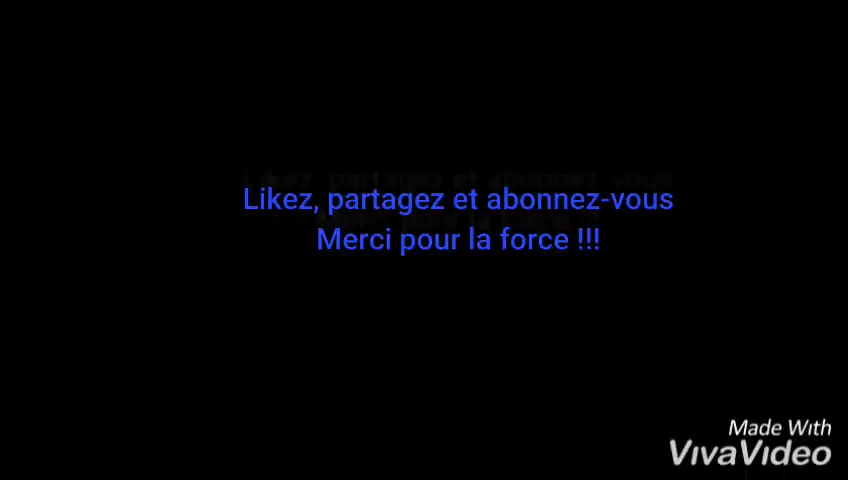 Likez, partagez et abonnez-vous
Merci pour la force !!!
Made With
VivaVideo